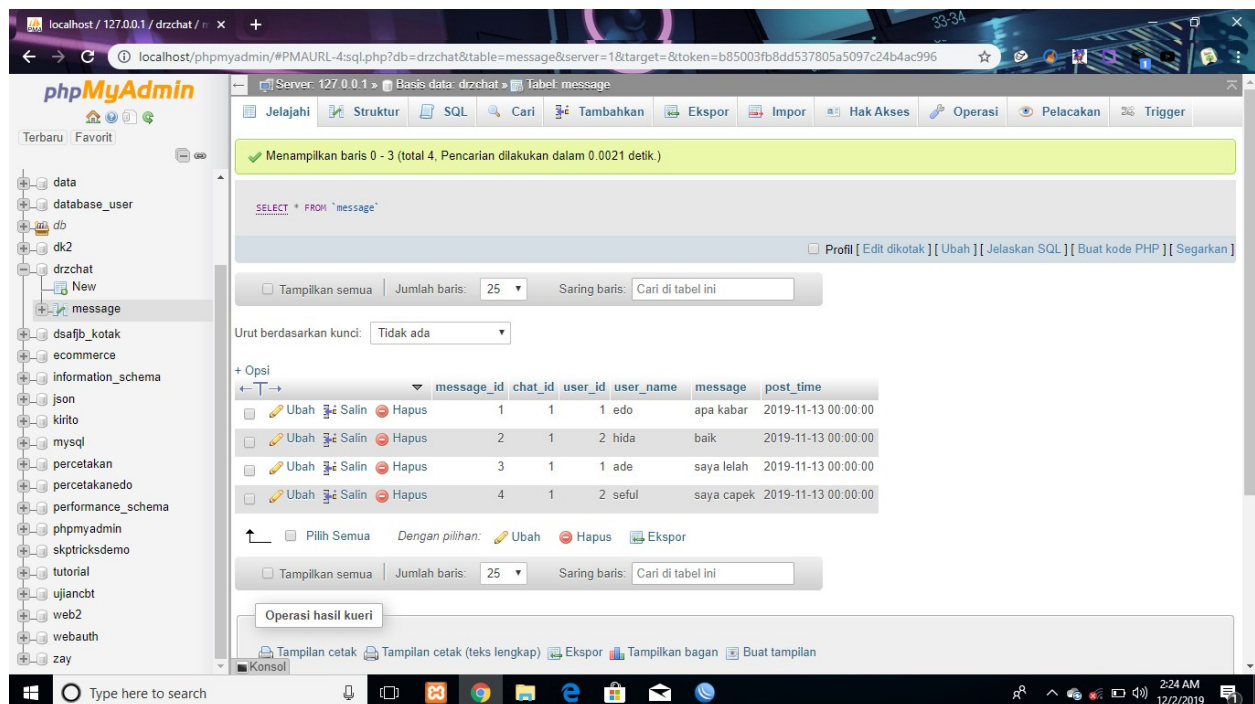 localhost / 127.0.0.1 / drzchat / n
33-34
localhost/phpmyadmin/#PMAURL-4:sql.php?db=drzchat&table=message&server=1&target=&token=b85003fb8dd537805a5097c24b4ac996
phpMyAdmin
Terbaru Favorit
data
database_user
db
dk2
drzchat
New
message
dsafjb_kotak
ecommerce
information_schema
json
kirito
mysql
percetakan
percetakanedo
performance_schema
phpmyadmin
skptricksdemo
tutorial
ujiancbt
web2
webauth
zay
Server: 127.0.0.1 » Basis data: drzchat » Tabel: message
Jelajahi Struktur SQL Cari Tambahkan Ekspor Impor Hak Akses Operasi Pelacakan Trigger
Menampilkan baris 0 - 3 (total 4, Pencarian dilakukan dalam 0.0021 detik.)
SELECT * FROM `message`
Profil [ Edit dikotak ] [ Ubah ] [ Jelaskan SQL ] [ Buat kode PHP ] [ Segarkan ]
Tampilkan semua | Jumlah baris: 25 Saring baris: Cari di tabel ini
Urut berdasarkan kunci: Tidak ada
+ Opsi
message_id chat_id user_id user_name message post_time
Ubah Salin Hapus 1 1 1 edo apa kabar 2019-11-13 00:00:00
Ubah Salin Hapus 2 1 2 hida baik 2019-11-13 00:00:00
Ubah Salin Hapus 3 1 1 ade saya lelah 2019-11-13 00:00:00
Ubah Salin Hapus 4 1 2 seful saya capek 2019-11-13 00:00:00
Pilih Semua Dengan pilihan: Ubah Hapus Ekspor
Tampilkan semua | Jumlah baris: 25 Saring baris: Cari di tabel ini
Operasi hasil kueri
Tampilan cetak Tampilan cetak (teks lengkap) Ekspor Tampilkan bagan Buat tampilan
Konsol
Type here to search
2:24 AM
12/2/2019